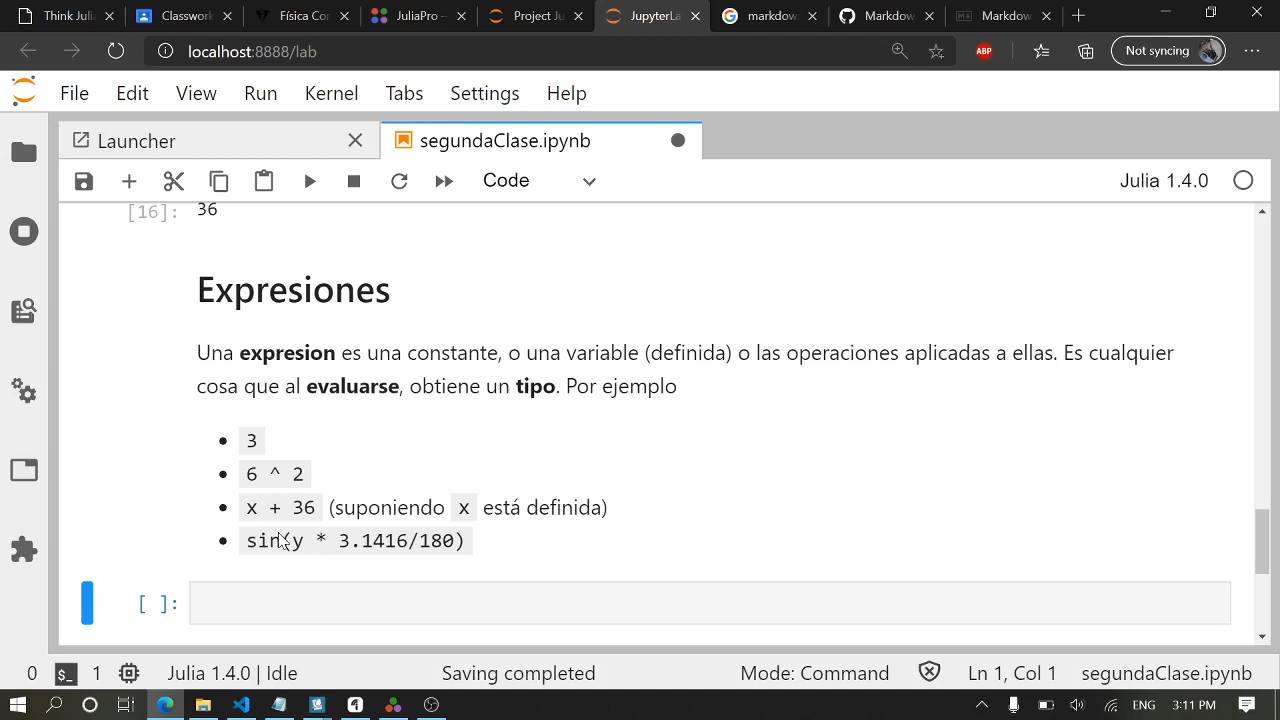 Think Julia
Classwork
Física Con
JuliaPro –
Project Ju
JupyterLa
markdow
Markdow
Markdow
localhost:8888/lab
ABP
Not syncing
File Edit View Run Kernel Tabs Settings Help
Launcher
segundaClase.ipynb
Code
Julia 1.4.0
[16]: 36
Expresiones
Una expresion es una constante, o una variable (definida) o las operaciones aplicadas a ellas. Es cualquier
cosa que al evaluarse, obtiene un tipo. Por ejemplo
• 3
• 6 ^ 2
• x + 36 (suponiendo x está definida)
• sin(y * 3.1416/180)
[ ]:
0 1 Julia 1.4.0 | Idle Saving completed Mode: Command Ln 1, Col 1 segundaClase.ipynb
ENG 3:11 PM